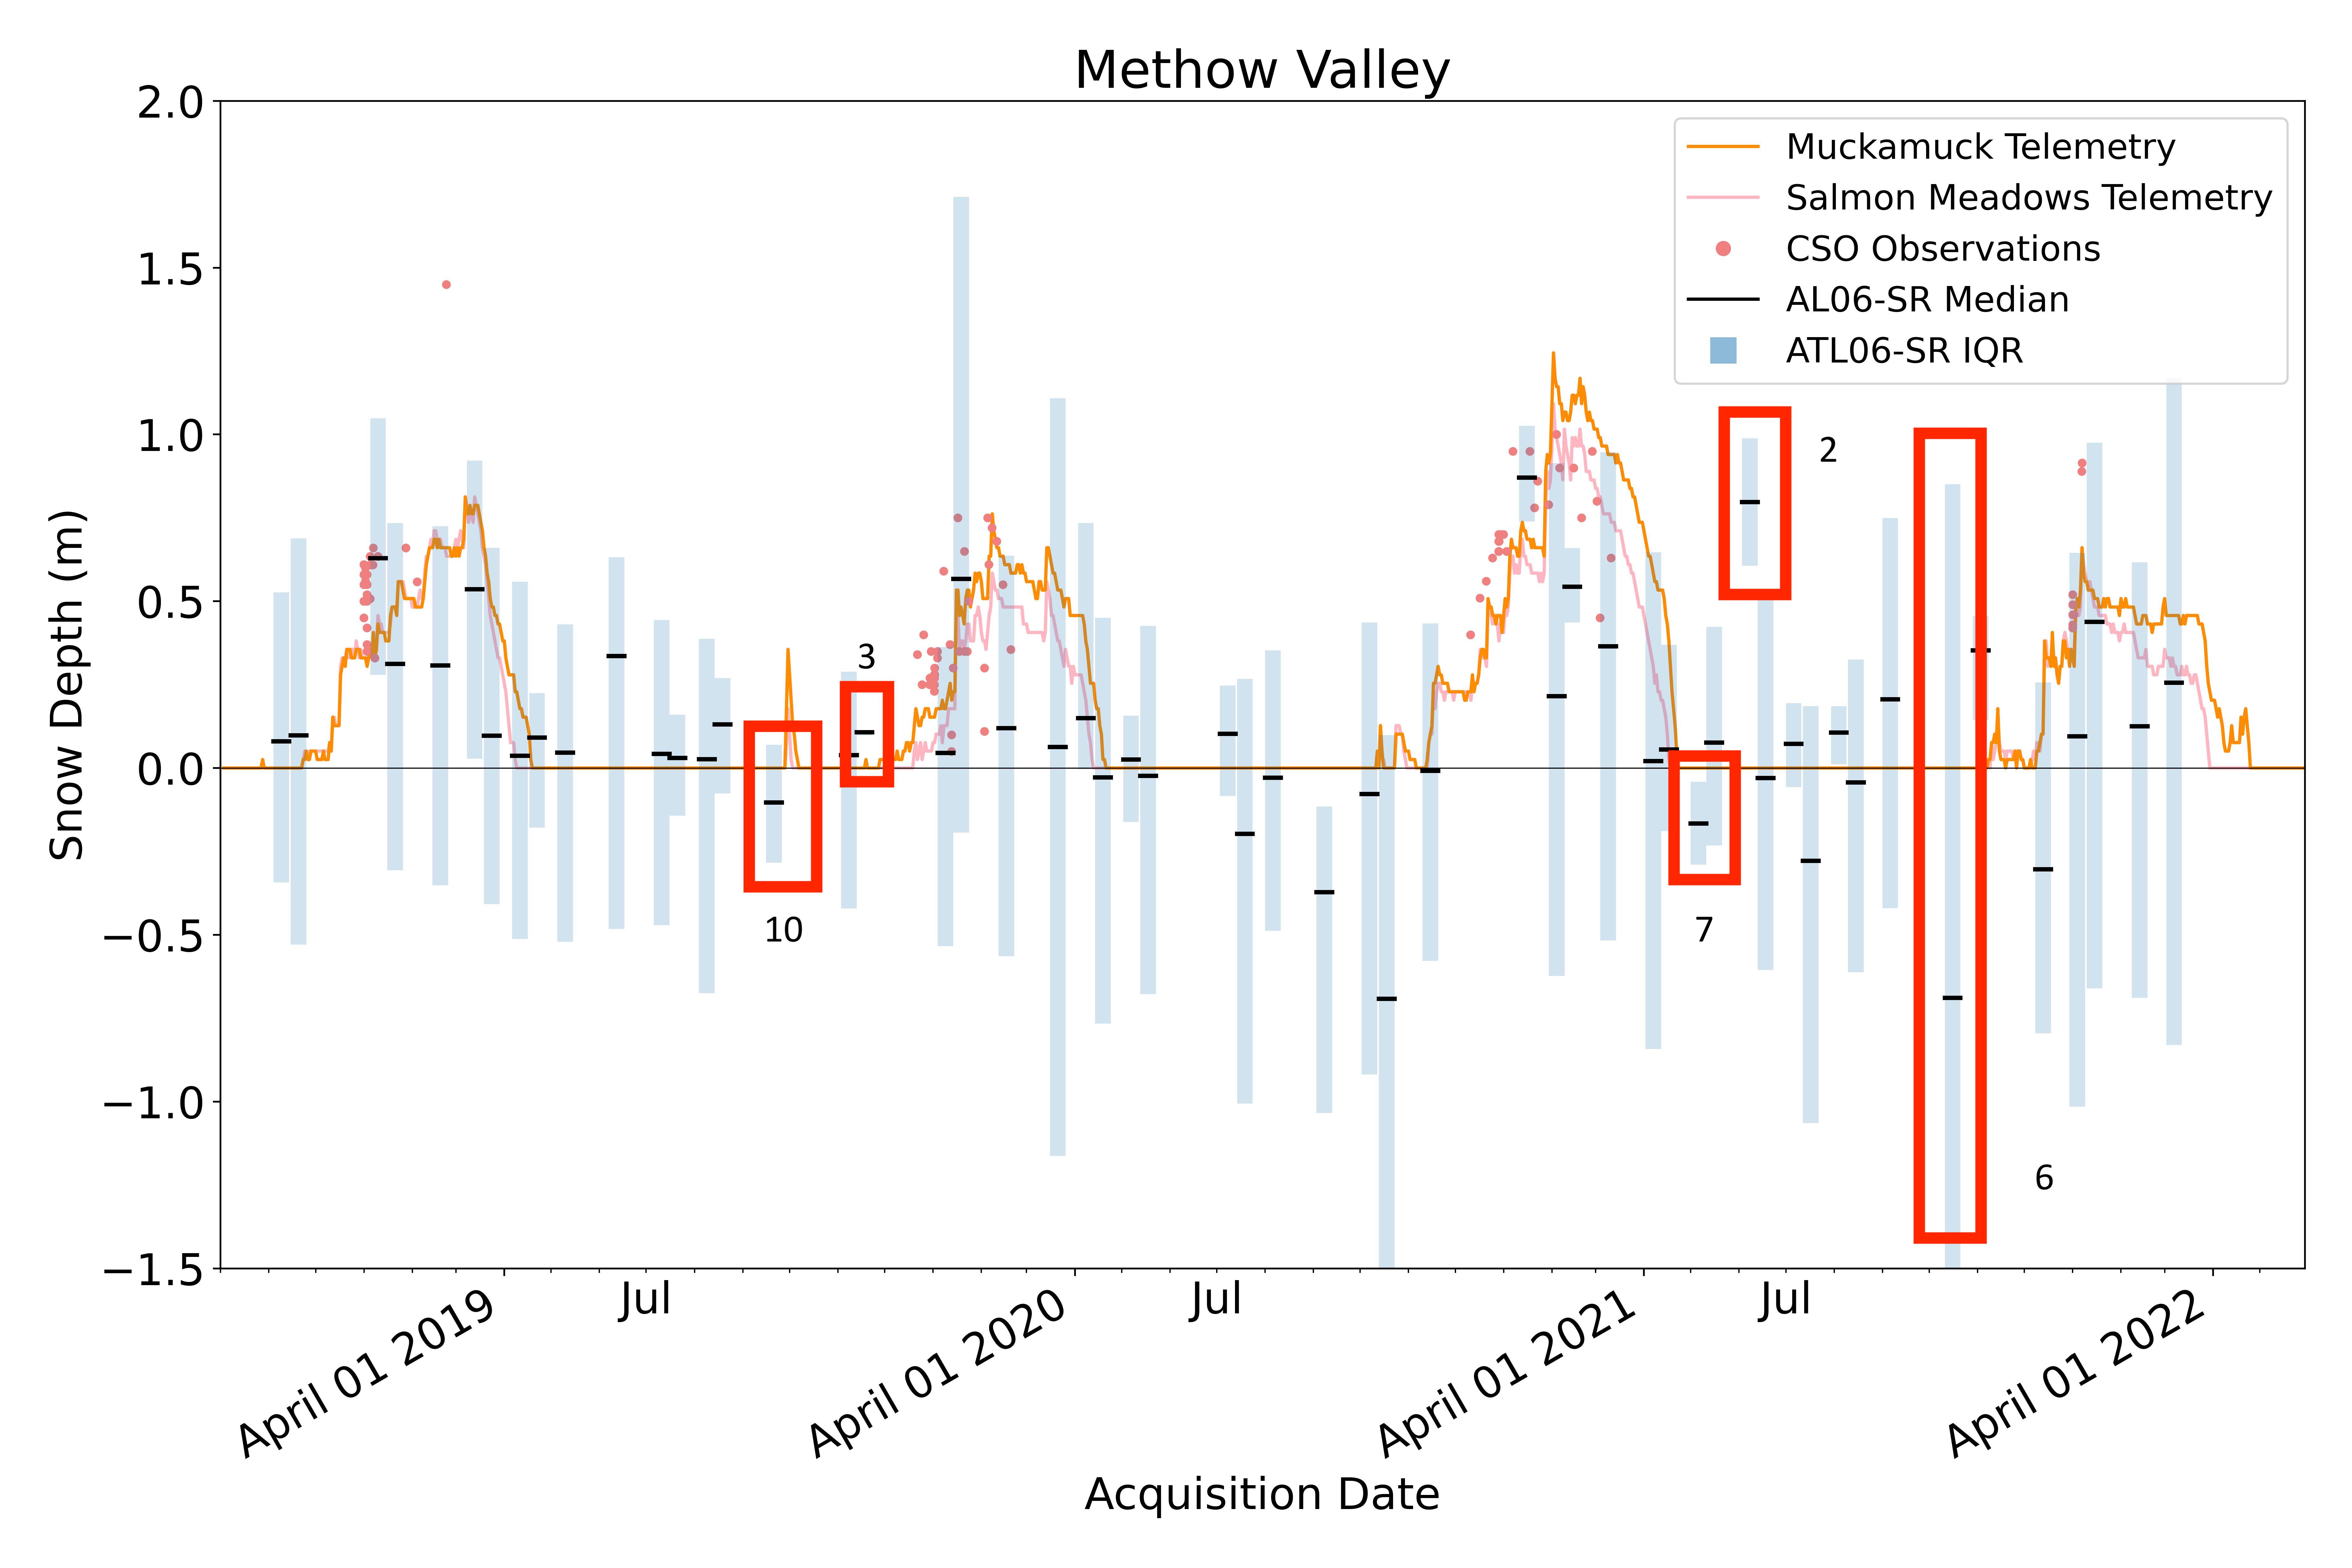 Methow Valley
2.0
1.5
1.0
0.5
0.0
−0.5
−1.0
−1.5
Snow Depth (m)
Muckamuck Telemetry
Salmon Meadows Telemetry
CSO Observations
AL06-SR Median
ATL06-SR IQR
2
3
10
7
6
April 01 2019
Jul
April 01 2020
Jul
April 01 2021
Jul
April 01 2022
Acquisition Date